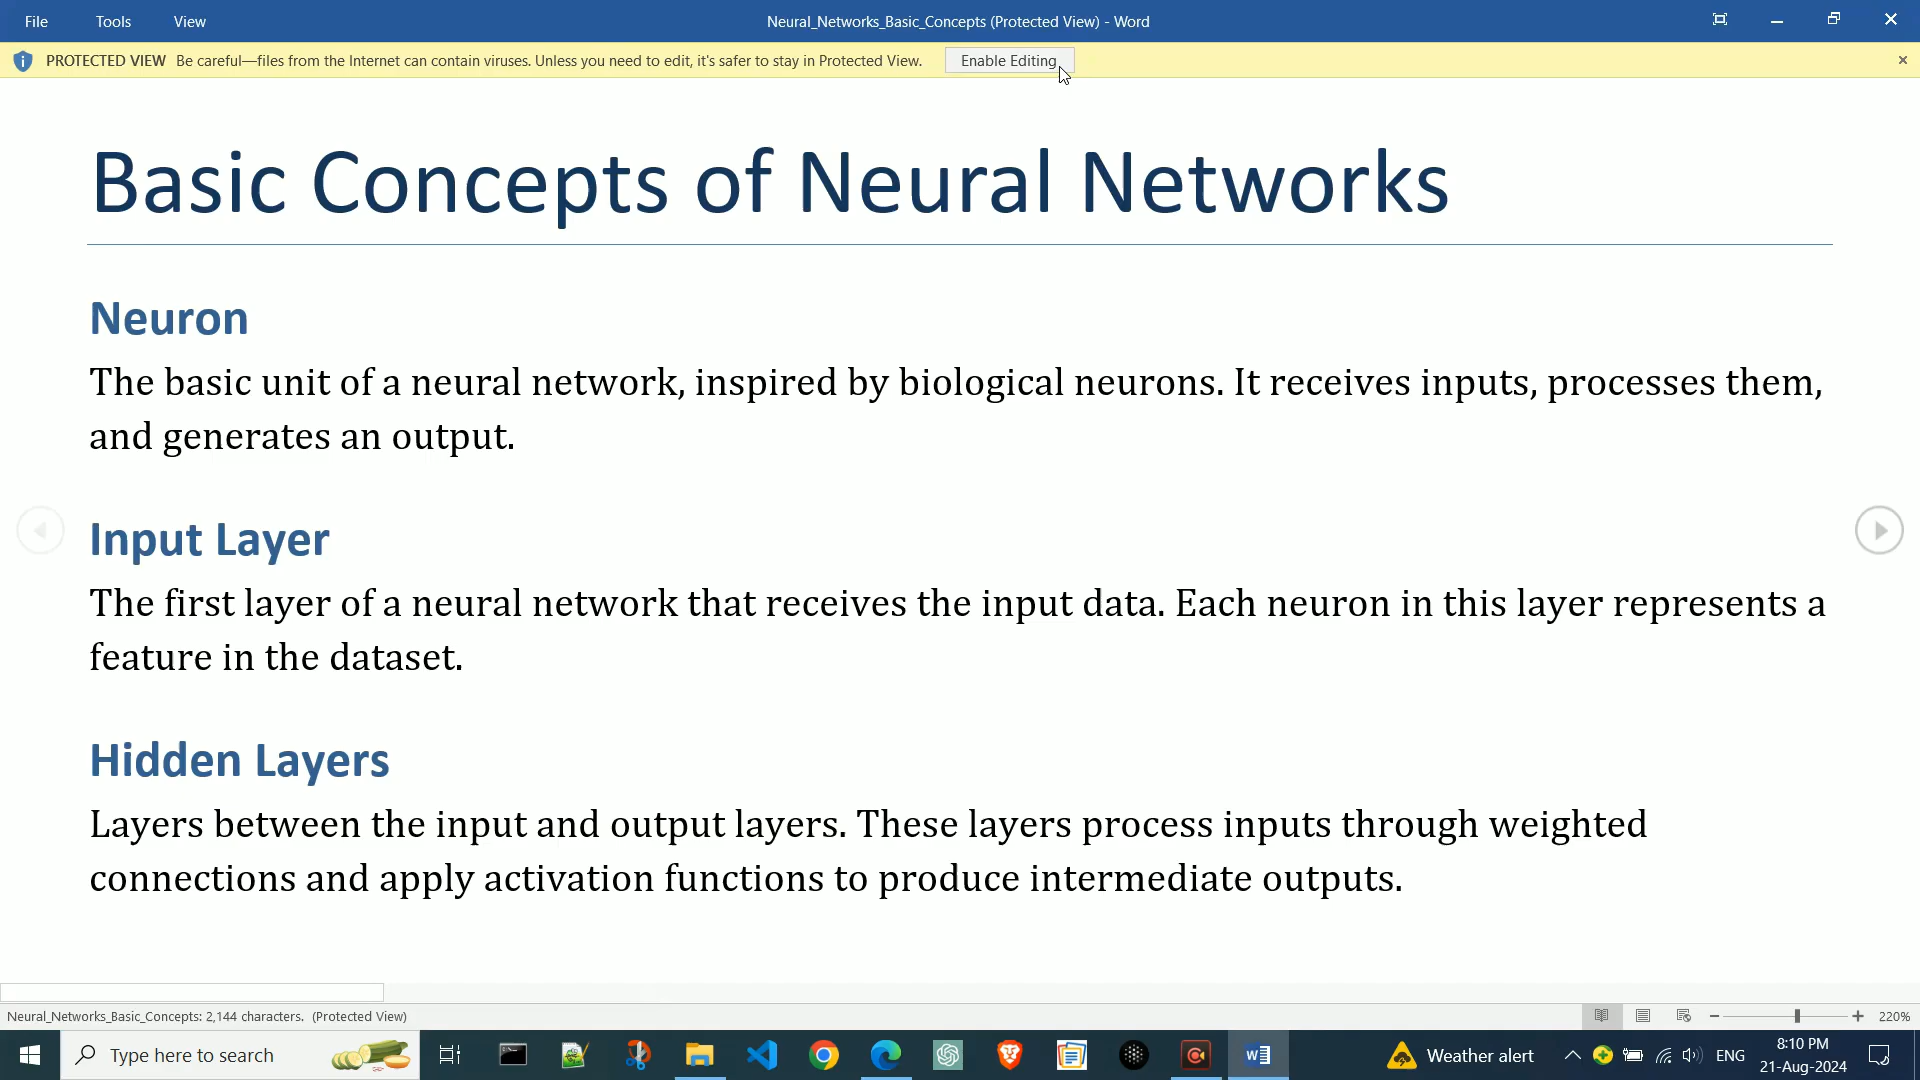 File Tools View Neural_Networks_Basic_Concepts (Protected View) - Word
PROTECTED VIEW Be careful—files from the Internet can contain viruses. Unless you need to edit, it's safer to stay in Protected View. Enable Editing
Basic Concepts of Neural Networks
Neuron
The basic unit of a neural network, inspired by biological neurons. It receives inputs, processes them,
and generates an output.
Input Layer
The first layer of a neural network that receives the input data. Each neuron in this layer represents a
feature in the dataset.
Hidden Layers
Layers between the input and output layers. These layers process inputs through weighted
connections and apply activation functions to produce intermediate outputs.
Neural_Networks_Basic_Concepts: 2,144 characters. (Protected View) 220%
Type here to search Weather alert ENG 8:10 PM
21-Aug-2024